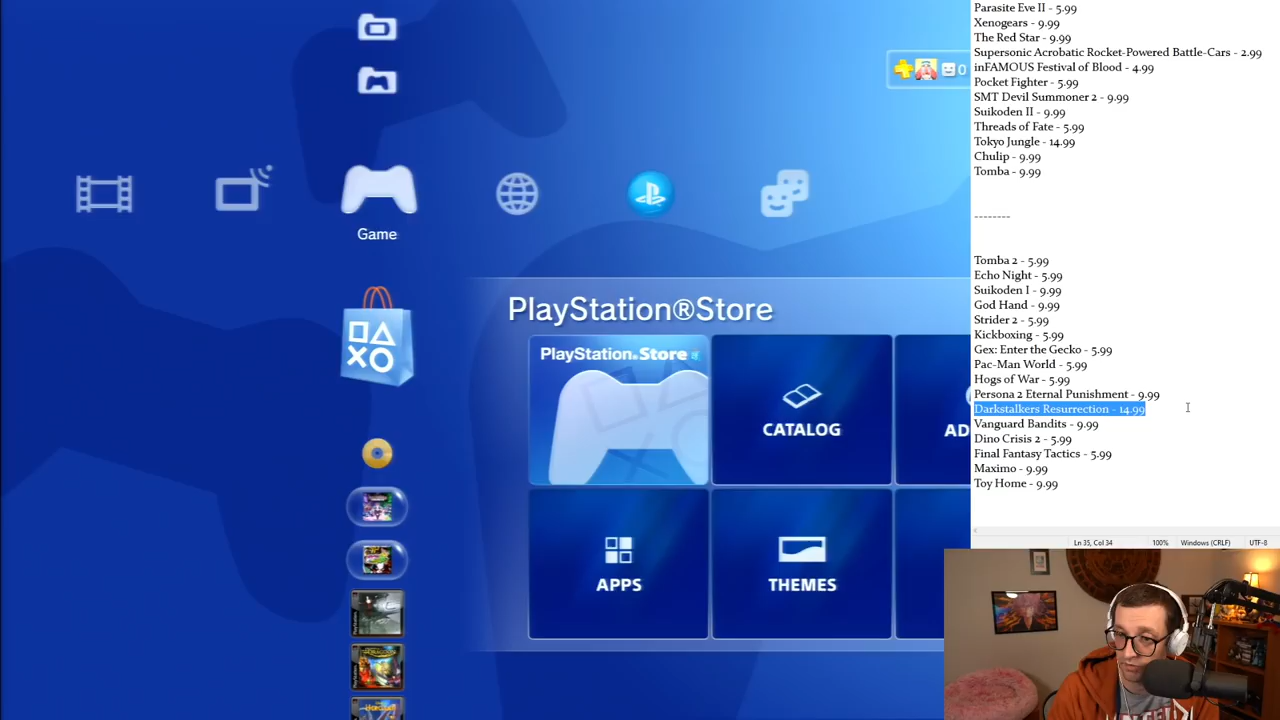 Game
0
PlayStation®Store
PlayStation.Store
CATALOG
AD
APPS
THEMES
Parasite Eve II - 5.99
Xenogears - 9.99
The Red Star - 9.99
Supersonic Acrobatic Rocket-Powered Battle-Cars - 2.99
inFAMOUS Festival of Blood - 4.99
Pocket Fighter - 5.99
SMT Devil Summoner 2 - 9.99
Suikoden II - 9.99
Threads of Fate - 5.99
Tokyo Jungle - 14.99
Chulip - 9.99
Tomba - 9.99
--------
Tomba 2 - 5.99
Echo Night - 5.99
Suikoden I - 9.99
God Hand - 9.99
Strider 2 - 5.99
Kickboxing - 5.99
Gex: Enter the Gecko - 5.99
Pac-Man World - 5.99
Hogs of War - 5.99
Persona 2 Eternal Punishment - 9.99
Darkstalkers Resurrection - 14.99
Vanguard Bandits - 9.99
Dino Crisis 2 - 5.99
Final Fantasy Tactics - 5.99
Maximo - 9.99
Toy Home - 9.99
Ln 35, Col 34
100%
Windows (CRLF)
UTF-8